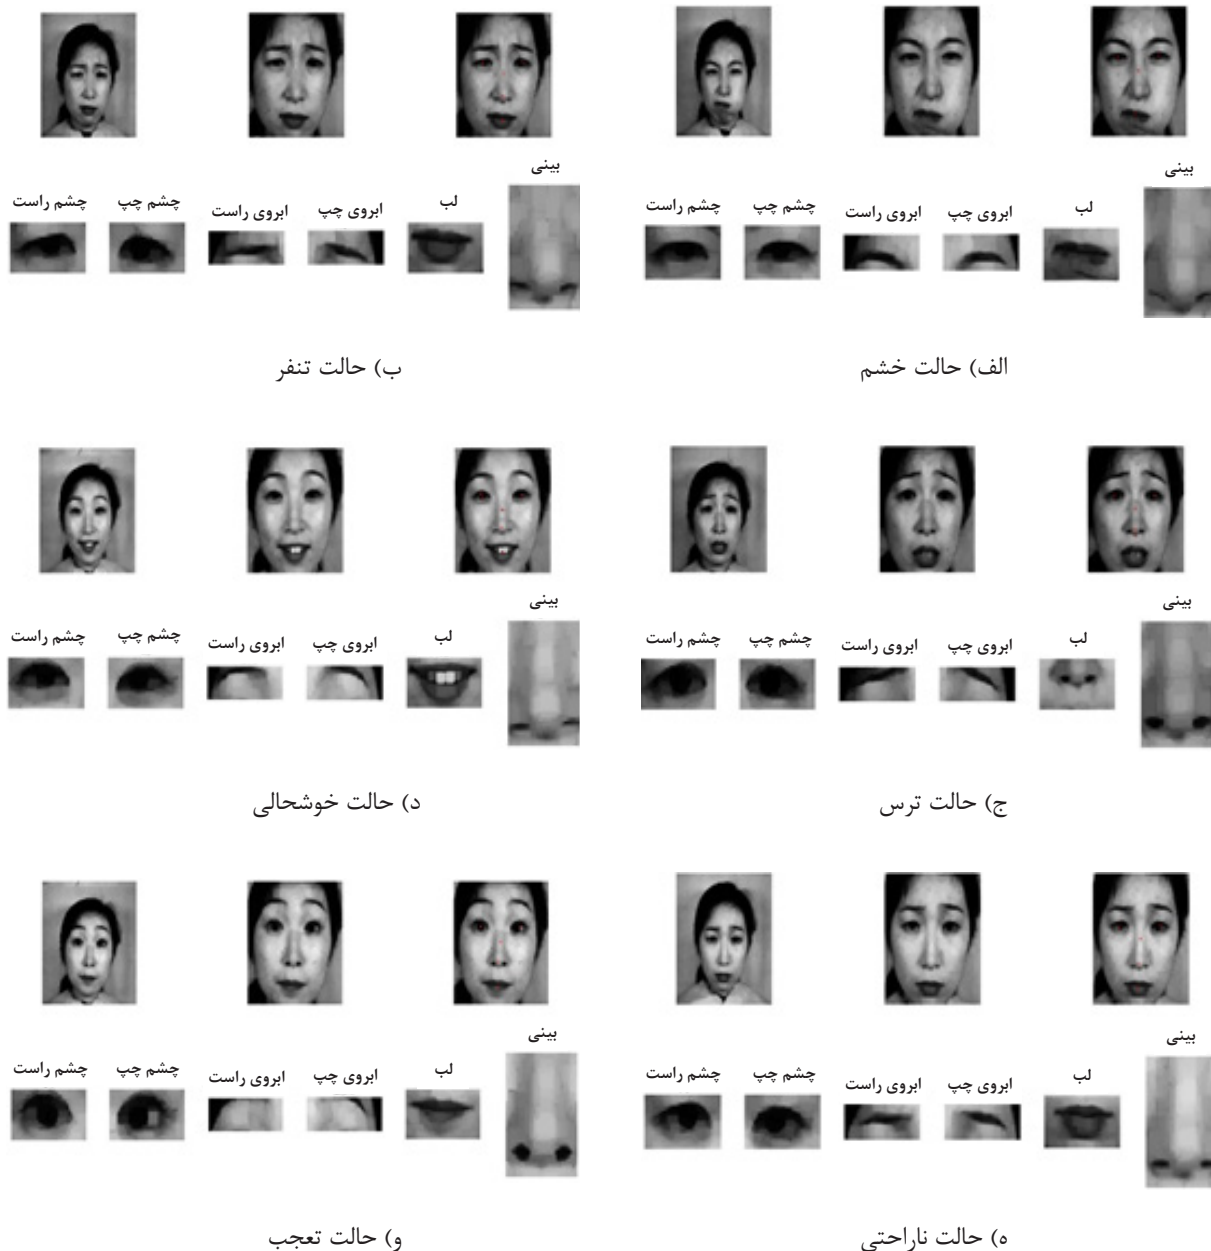 بینی
لب
ابروی چپ
ابروی راست
چشم چپ
چشم راست
الف) حالت خشم
بینی
لب
ابروی چپ
ابروی راست
چشم چپ
چشم راست
ب) حالت تنفر
بینی
لب
ابروی چپ
ابروی راست
چشم چپ
چشم راست
ج) حالت ترس
بینی
لب
ابروی چپ
ابروی راست
چشم چپ
چشم راست
د) حالت خوشحالی
بینی
لب
ابروی چپ
ابروی راست
چشم چپ
چشم راست
ه) حالت ناراحتی
بینی
لب
ابروی چپ
ابروی راست
چشم چپ
چشم راست
و) حالت تعجب